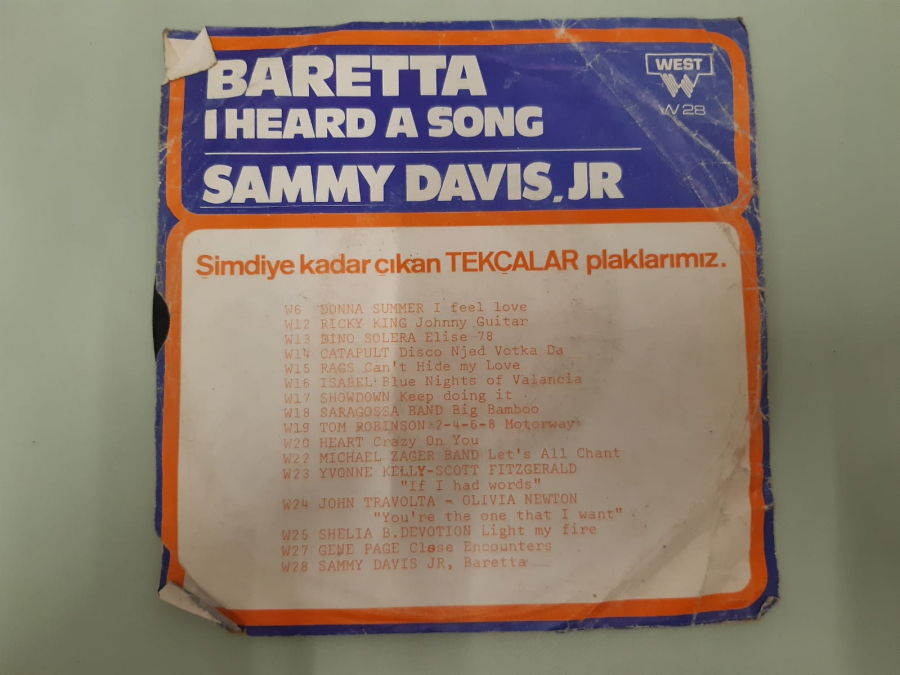 BARETTA
I HEARD A SONG
SAMMY DAVIS, JR
WEST
W
W 28
Şimdiye kadar çıkan TEKÇALAR plaklarımız.
W6 DONNA SUMMER I feel love
W12 RICKY KING Johnny Guitar
W13 BINO SOLERA Elise 78
W14 CATAPULT Disco Njed Votka Da
W15 RAGS Can't Hide my Love
W16 ISABEL Blue Nights of Valancia
W17 SHOWDOWN Keep doing it
W18 SARAGOSSA BAND Big Bamboo
W19 TOM ROBINSON 2-4-6-8 Motorway
W20 HEART Crazy On You
W22 MICHAEL ZAGER BAND Let's All Chant
W23 YVONNE KELLY-SCOTT FITZGERALD
"If I had words"
W24 JOHN TRAVOLTA - OLIVIA NEWTON
"You're the one that I want"
W25 SHELIA B.DEVOTION Light my fire
W27 GENE PAGE Close Encounters
W28 SAMMY DAVIS JR, Baretta